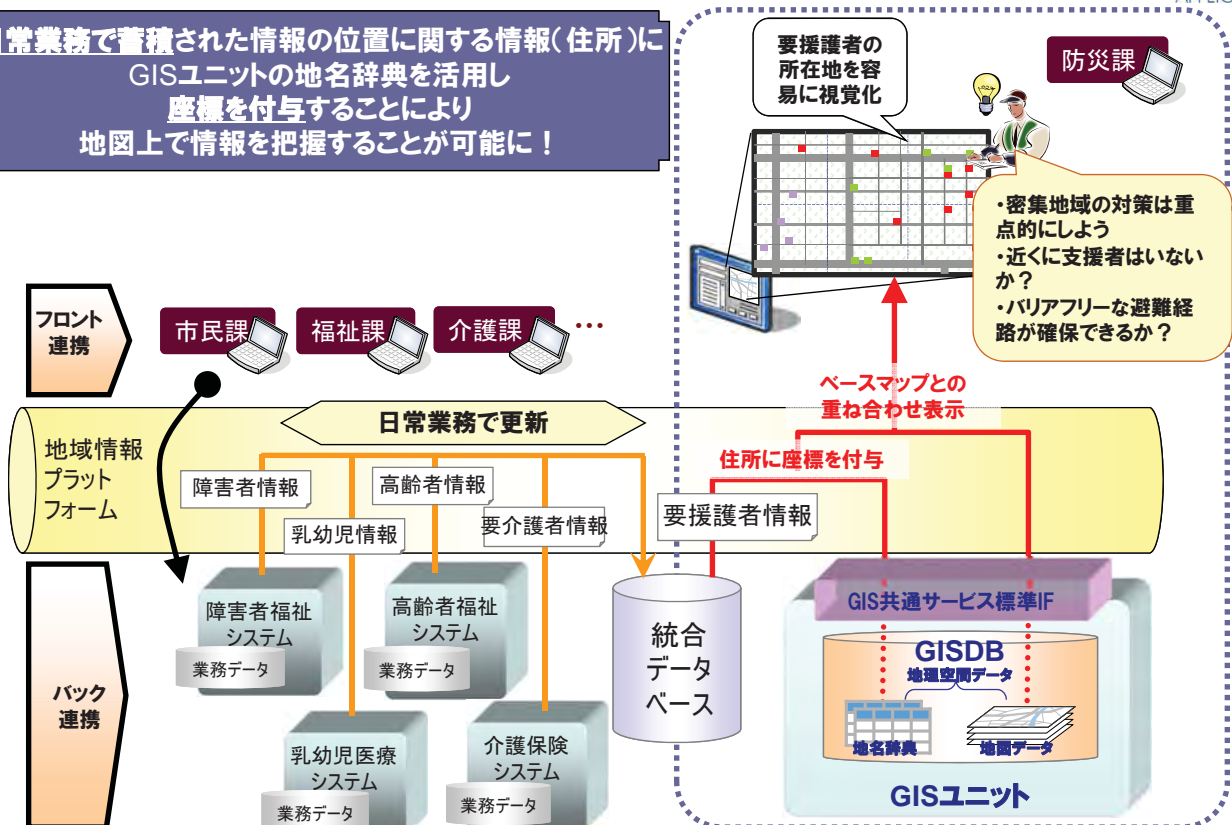 常業務で蓄積された情報の位置に関する情報(住所)に
GISユニットの地名辞典を活用し
座標を付与することにより
地図上で情報を把握することが可能に!
要援護者の
所在地を容
易に視覚化
防災課
・密集地域の対策は重
点的にしよう
・近くに支援者はいない
か?
・バリアフリーな避難経
路が確保できるか?
フロント
連携
市民課
福祉課
介護課
…
ベースマップとの
重ね合わせ表示
日常業務で更新
住所に座標を付与
地域情報
プラット
フォーム
障害者情報
高齢者情報
乳幼児情報
要介護者情報
要援護者情報
バック
連携
障害者福祉
システム
業務データ
高齢者福祉
システム
業務データ
乳幼児医療
システム
業務データ
介護保険
システム
業務データ
統合
データ
ベース
GIS共通サービス標準IF
GISDB
地理空間データ
地名辞典
地図データ
GISユニット